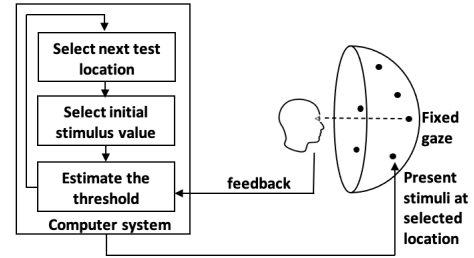 Select next test
location
Select initial
stimulus value
Estimate the
threshold
Computer system
feedback
Fixed
gaze
Present
stimuli at
selected
location